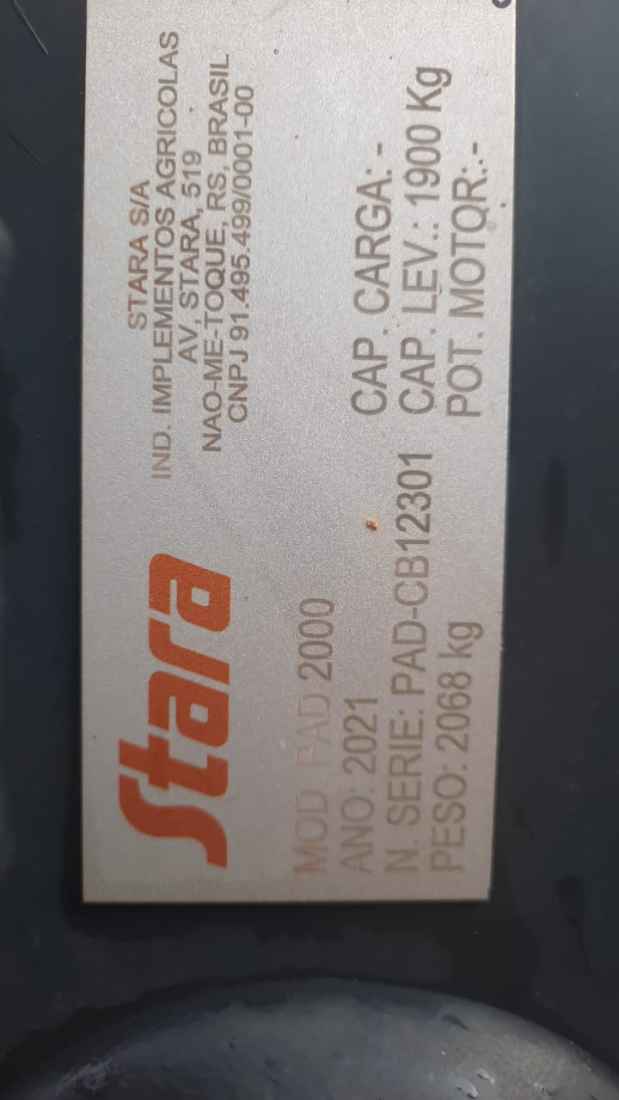 Stara
STARA S/A
IND. IMPLEMENTOS AGRICOLAS
AV, STARA, 519
NAO-ME-TOQUE, RS, BRASIL
CNPJ 91.495.499/0001-00
MOD PAD 2000
ANO: 2021
N. SERIE: PAD-CB12301
PESO: 2068 kg
CAP. CARGA: -
CAP. LEV.: 1900 Kg
POT. MOTOR:.-